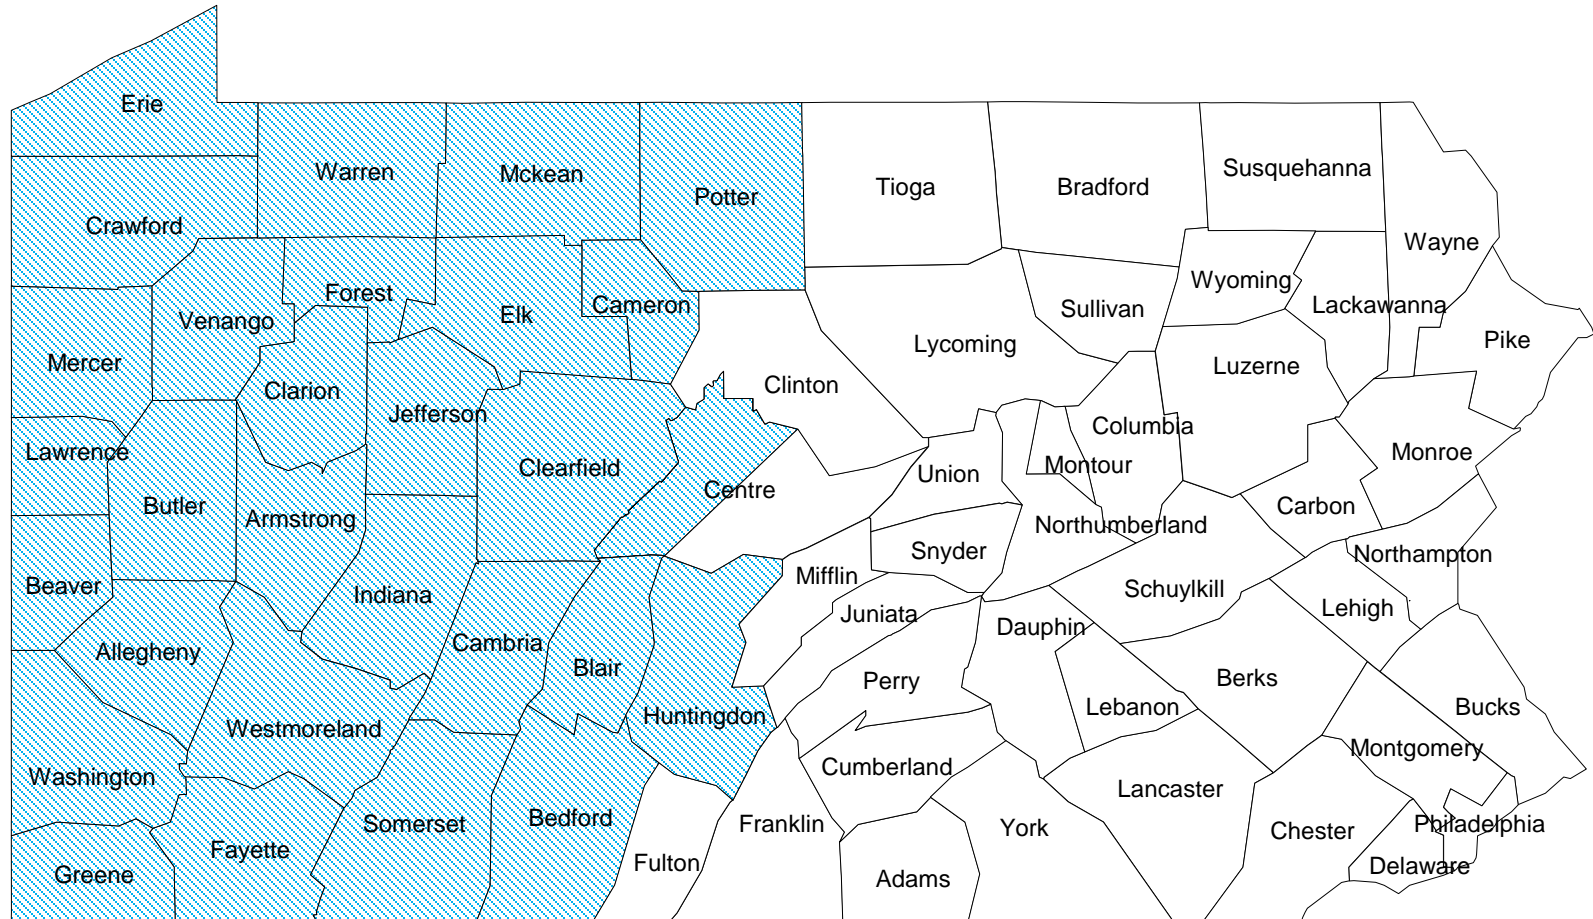 Erie
Warren
Mckean
Potter
Tioga
Bradford
Susquehanna
Crawford
Wayne
Wyoming
Forest
Cameron
Lackawanna
Venango
Elk
Sullivan
Pike
Mercer
Lycoming
Luzerne
Clarion
Clinton
Jefferson
Columbia
Lawrence
Clearfield
Montour
Monroe
Union
Centre
Butler
Armstrong
Carbon
Northumberland
Snyder
Northampton
Beaver
Indiana
Mifflin
Schuylkill
Lehigh
Juniata
Dauphin
Cambria
Allegheny
Blair
Perry
Berks
Lebanon
Bucks
Huntingdon
Westmoreland
Montgomery
Washington
Cumberland
Lancaster
Bedford
Somerset
Franklin
York
Chester
Philadelphia
Fayette
Fulton
Delaware
Greene
Adams